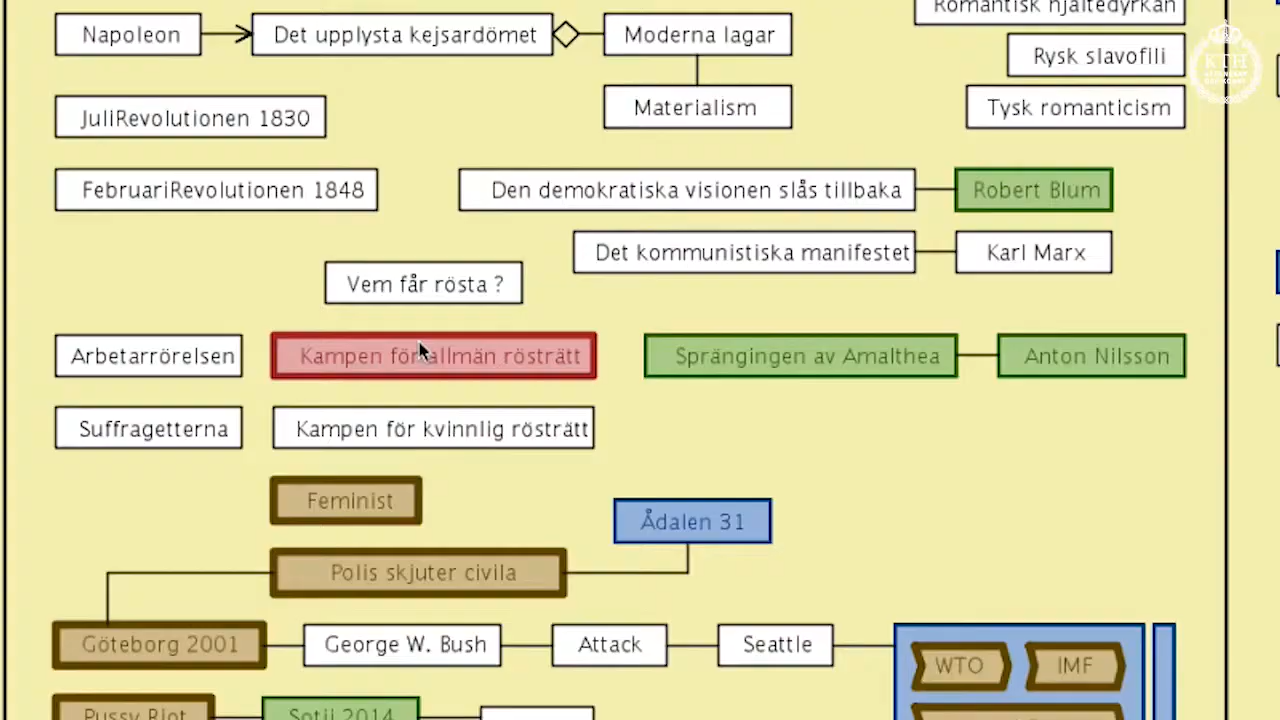 Romantisk hjältedyrkan
Napoleon
Det upplysta kejsardömet
Moderna lagar
Rysk slavofili
KTH
Materialism
Tysk romanticism
JuliRevolutionen 1830
FebruariRevolutionen 1848
Den demokratiska visionen slås tillbaka
Robert Blum
Det kommunistiska manifestet
Karl Marx
Vem får rösta ?
Arbetarrörelsen
Kampen för allmän rösträtt
Sprängingen av Amalthea
Anton Nilsson
Suffragetterna
Kampen för kvinnlig rösträtt
Feminist
Ådalen 31
Polis skjuter civila
Göteborg 2001
George W. Bush
Attack
Seattle
WTO
IMF
Pussy Riot
Sotji 2014